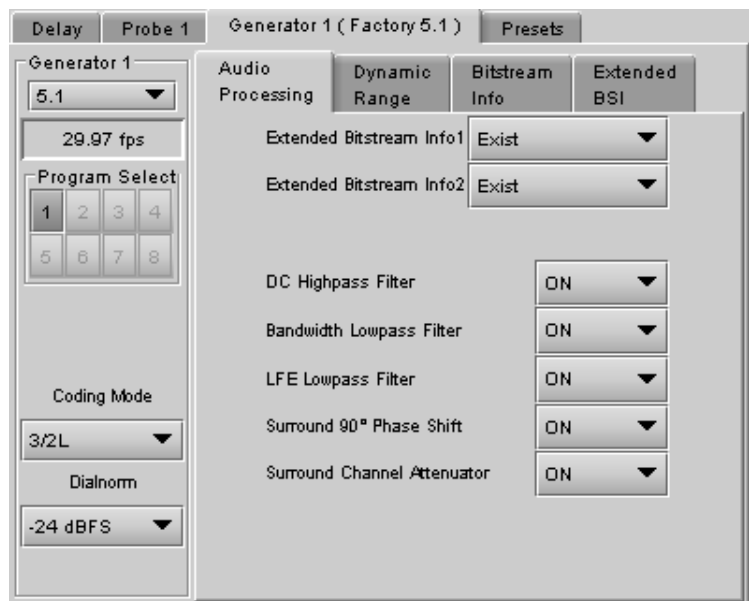 Delay
Probe 1
Generator 1 ( Factory 5.1 )
Presets
Generator 1
5.1
29.97 fps
Program Select
1 2 3 4
5 6 7 8
Coding Mode
3/2L
Dialnorm
-24 dBFS
Audio
Processing
Dynamic
Range
Bitstream
Info
Extended
BSI
Extended Bitstream Info1 Exist
Extended Bitstream Info2 Exist
DC Highpass Filter ON
Bandwidth Lowpass Filter ON
LFE Lowpass Filter ON
Surround 90° Phase Shift ON
Surround Channel Attenuator ON